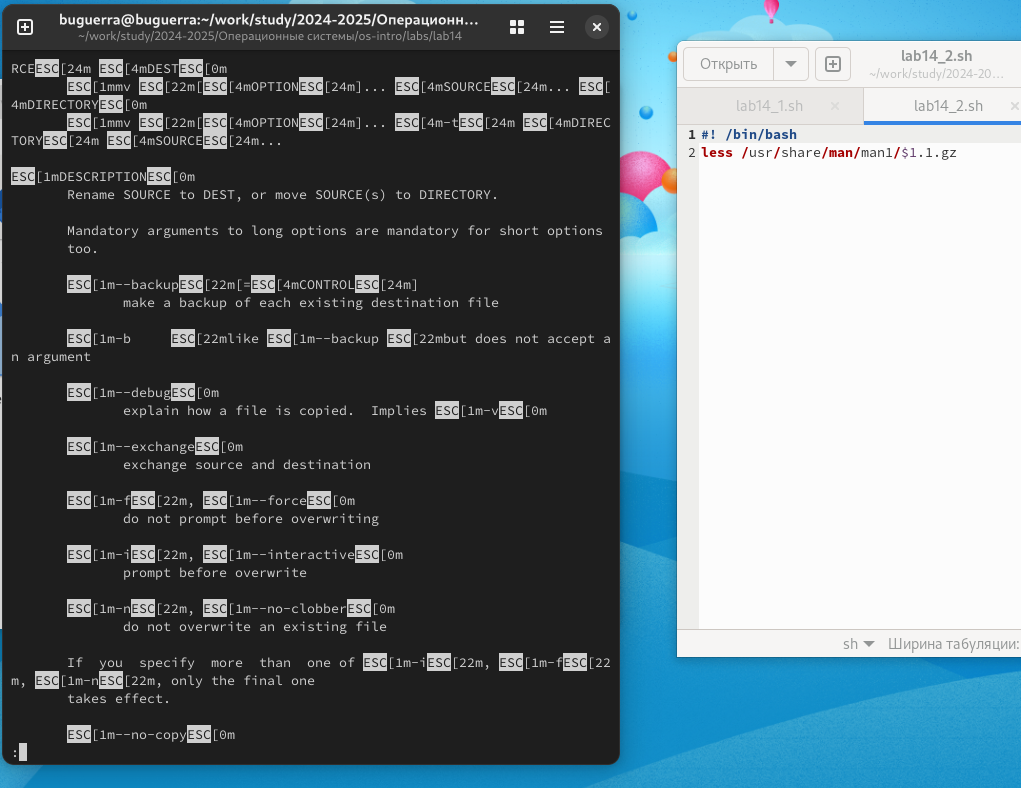 buguerra@buguerra:~/work/study/2024-2025/Операционн...
~/work/study/2024-2025/Операционные системы/os-intro/labs/lab14
RCEESC[24m ESC[4mDESTESC[0m
       ESC[1mmv ESC[22m[ESC[4mOPTIONESC[24m]... ESC[4mSOURCEESC[24m... ESC[
4mDIRECTORYESC[0m
       ESC[1mmv ESC[22m[ESC[4mOPTIONESC[24m]... ESC[4m-tESC[24m ESC[4mDIREC
TORYESC[24m ESC[4mSOURCEESC[24m...
ESC[1mDESCRIPTIONESC[0m
       Rename SOURCE to DEST, or move SOURCE(s) to DIRECTORY.
       Mandatory arguments to long options are mandatory for short options
       too.
       ESC[1m--backupESC[22m[=ESC[4mCONTROLESC[24m]
              make a backup of each existing destination file
       ESC[1m-b     ESC[22mlike ESC[1m--backup ESC[22mbut does not accept a
n argument
       ESC[1m--debugESC[0m
              explain how a file is copied.  Implies ESC[1m-vESC[0m
       ESC[1m--exchangeESC[0m
              exchange source and destination
       ESC[1m-fESC[22m, ESC[1m--forceESC[0m
              do not prompt before overwriting
       ESC[1m-iESC[22m, ESC[1m--interactiveESC[0m
              prompt before overwrite
       ESC[1m-nESC[22m, ESC[1m--no-clobberESC[0m
              do not overwrite an existing file
       If  you  specify  more  than  one of ESC[1m-iESC[22m, ESC[1m-fESC[22
m, ESC[1m-nESC[22m, only the final one
       takes effect.
       ESC[1m--no-copyESC[0m
:
Открыть
lab14_2.sh
~/work/study/2024-20...
lab14_1.sh
lab14_2.sh
1 #! /bin/bash
2 less /usr/share/man/man1/$1.1.gz
sh
Ширина табуляции: